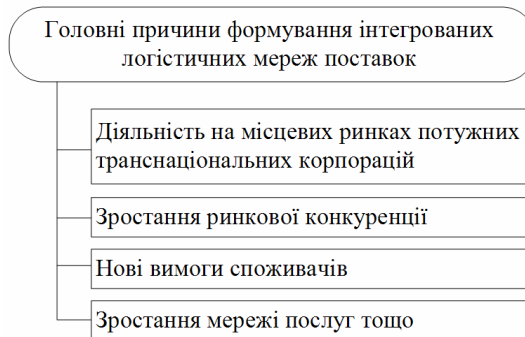 Головні причини формування інтегрованих
логістичних мереж поставок
Діяльність на місцевих ринках потужних
транснаціональних корпорацій
Зростання ринкової конкуренції
Нові вимоги споживачів
Зростання мережі послуг тощо